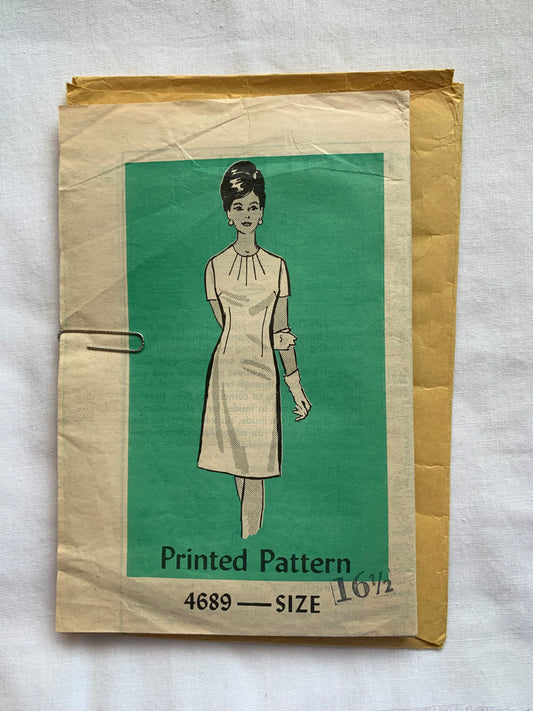 Printed Pattern
4689 — SIZE 16½